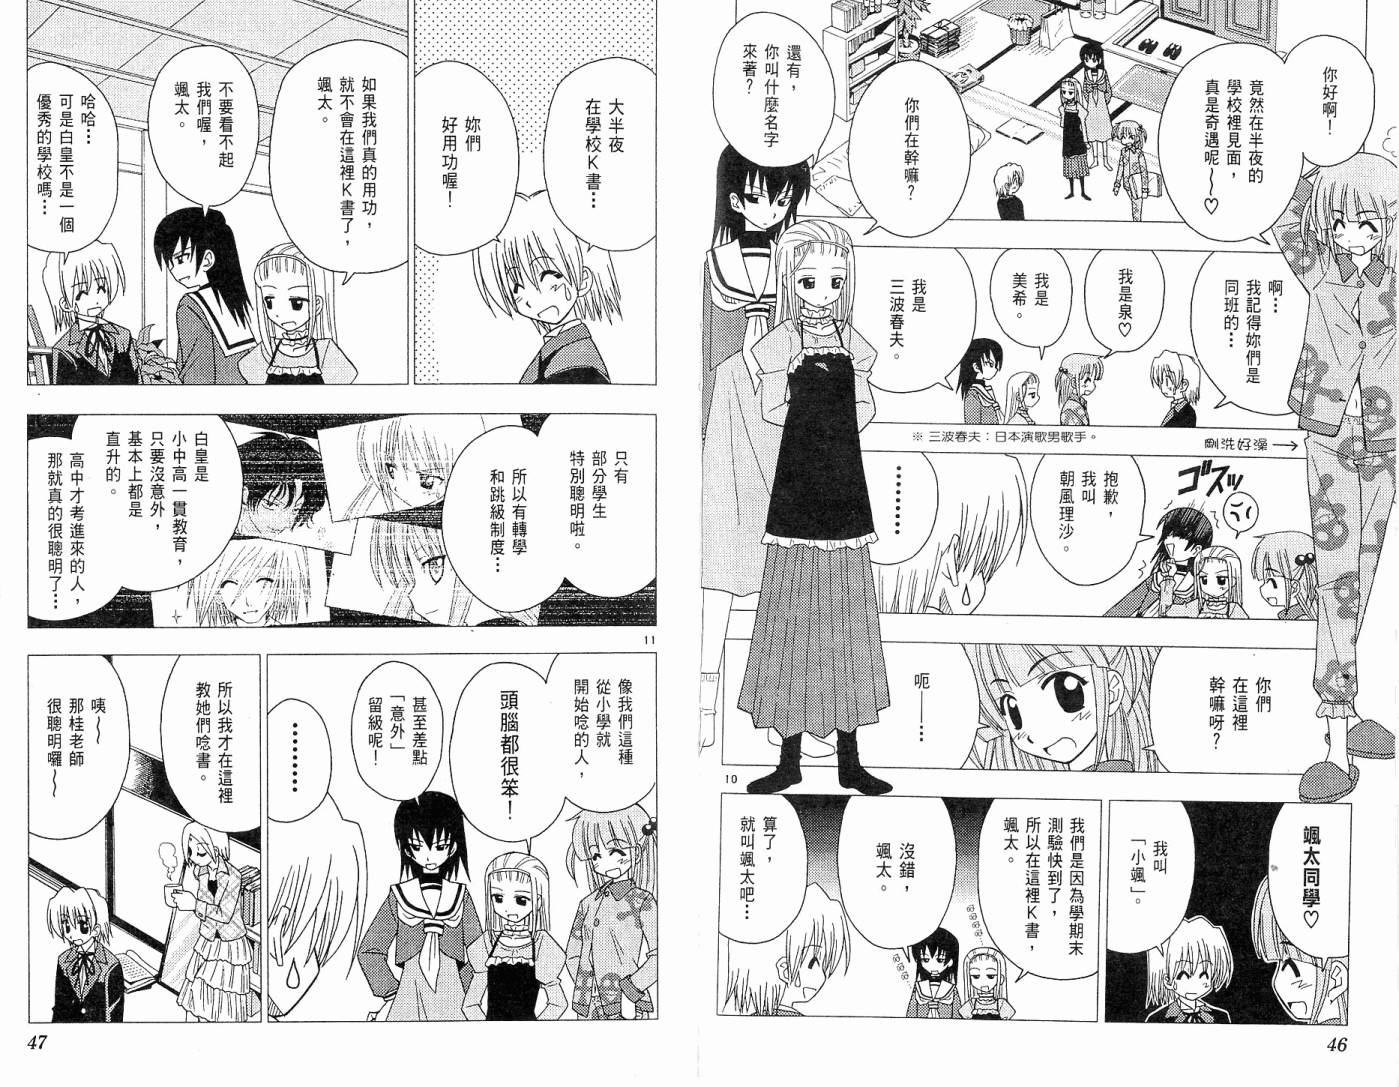 你好啊！
竟然在半夜的
學校裡見面，
真是奇遇呢～～♡
你們在幹嘛？
還有，
你叫什麼名字
來著？
啊…
我記得妳們是
同班的…
我是泉♡
我是
美希。
我是
三波春夫。
※ 三波春夫：日本演歌男歌手。
剛洗好澡→
ゴスッ
抱歉，
我叫
朝風理沙。
………
你們
在這裡
幹嘛呀？
呃──
10
颯太同學♡
我叫
「小颯」。
我們是因為學期末
測驗快到了，
所以在這裡K書，
颯太。
沒錯，
颯太。
算了，
就叫颯太吧…
46
大半夜
在學校K書…
妳們
好用功喔！
如果我們真的用功，
就不會在這裡K書了，
颯太。
不要看不起
我們喔，
颯太。
哈哈…
可是白皇不是一個
優秀的學校嗎…
只有
部分學生
特別聰明啦。
所以有轉學
和跳級制度…
白皇是
小中高一貫教育，
只要沒意外，
基本上都是
直升的。
高中才考進來的人，
那就真的很聰明了…
11
像我們這種
從小學就
開始唸的人，
頭腦都很笨！
甚至差點
「意外」
留級呢！
………
所以我才在這裡
教她們唸書。
咦～
那桂老師
很聰明囉～
47